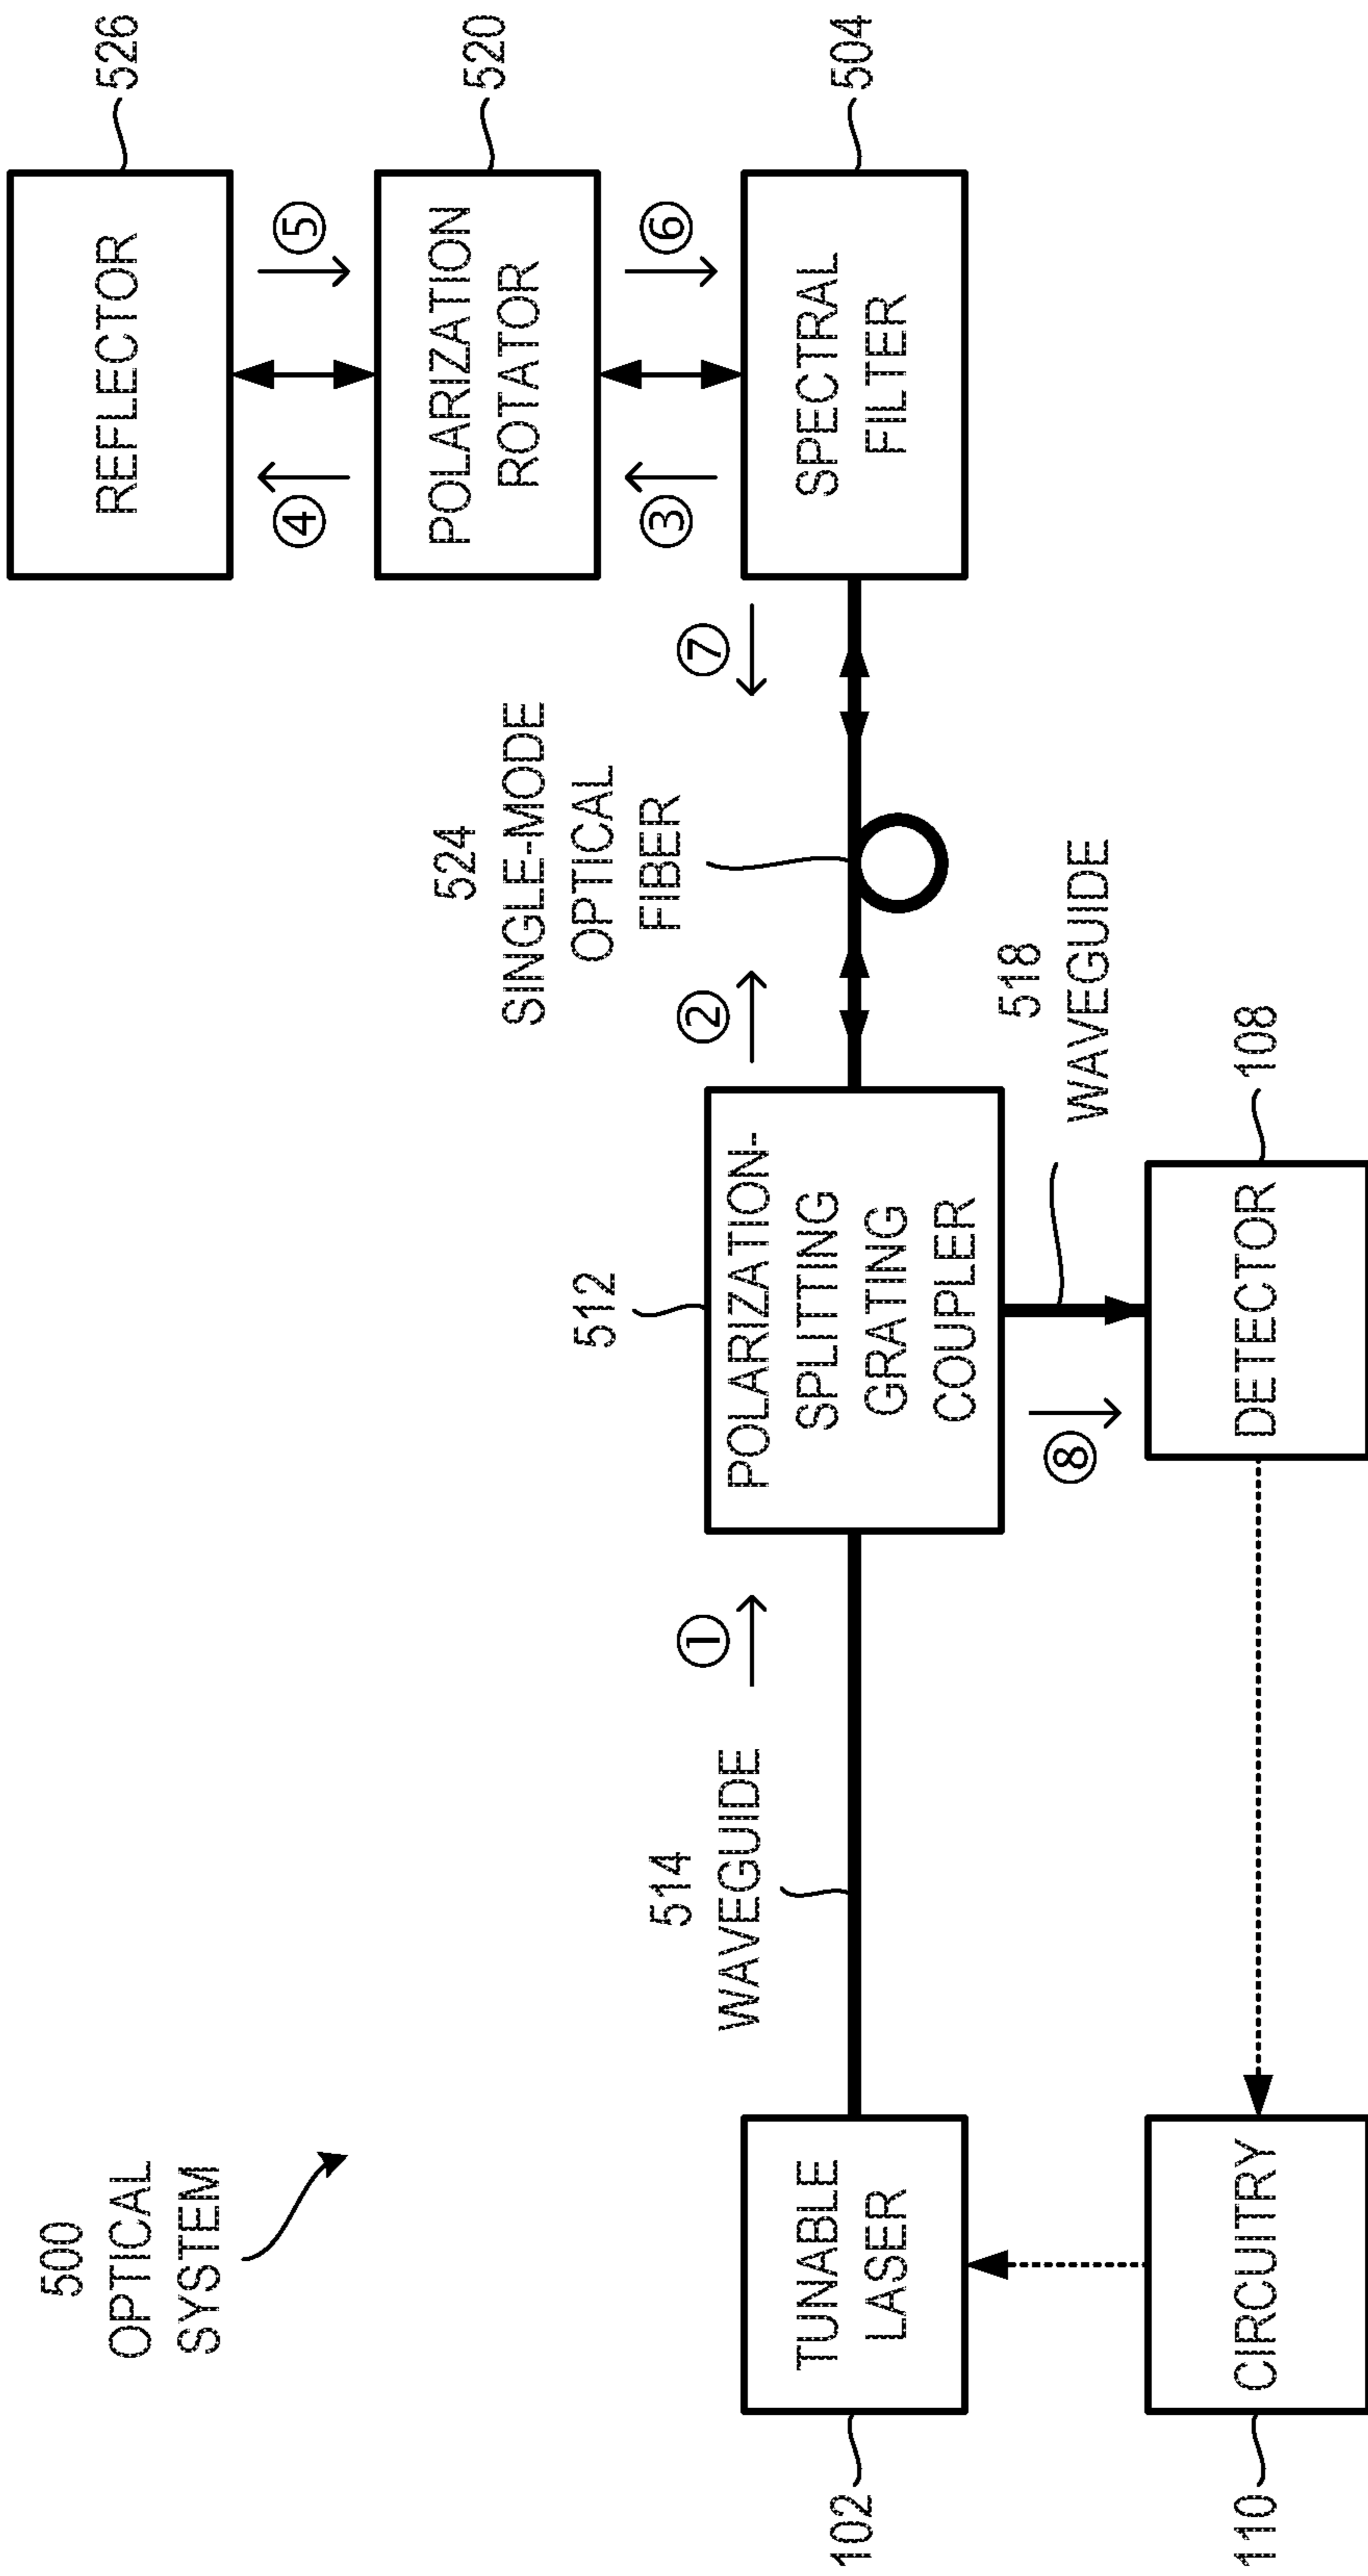 500
OPTICAL
SYSTEM
REFLECTOR
526
④
⑤
POLARIZATION
ROTATOR
520
③
⑥
SPECTRAL
FILTER
504
524
SINGLE-MODE
OPTICAL
FIBER
②
⑦
512
POLARIZATION-
SPLITTING
GRATING
COUPLER
514
WAVEGUIDE
①
TUNABLE
LASER
102
518
WAVEGUIDE
⑧
DETECTOR
108
CIRCUITRY
110